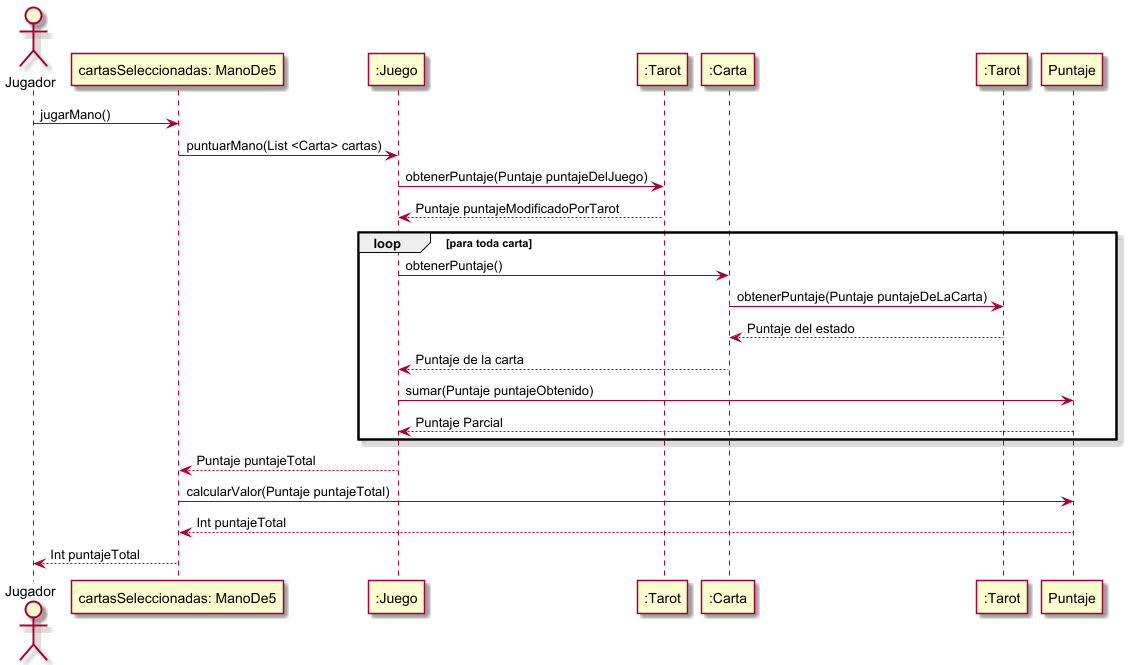 Jugador
cartasSeleccionadas: ManoDe5
:Juego
:Tarot
:Carta
:Tarot
Puntaje
jugarMano()
puntuarMano(List <Carta> cartas)
obtenerPuntaje(Puntaje puntajeDelJuego)
Puntaje puntajeModificadoPorTarot
loop
[para toda carta]
obtenerPuntaje()
obtenerPuntaje(Puntaje puntajeDeLaCarta)
Puntaje del estado
Puntaje de la carta
sumar(Puntaje puntajeObtenido)
Puntaje Parcial
Puntaje puntajeTotal
calcularValor(Puntaje puntajeTotal)
Int puntajeTotal
Int puntajeTotal
Jugador
cartasSeleccionadas: ManoDe5
:Juego
:Tarot
:Carta
:Tarot
Puntaje